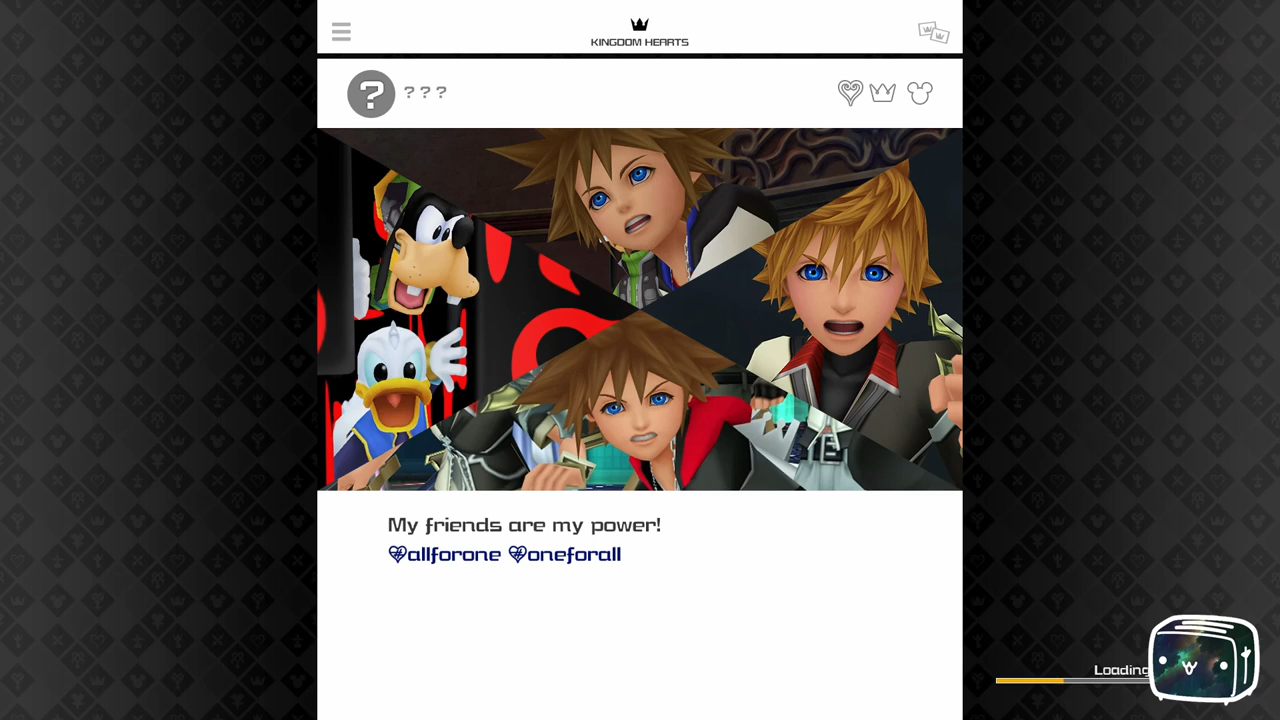 KINGDOM HEARTS
? ? ? ?
My friends are my power!
#allforone #oneforall
Loading